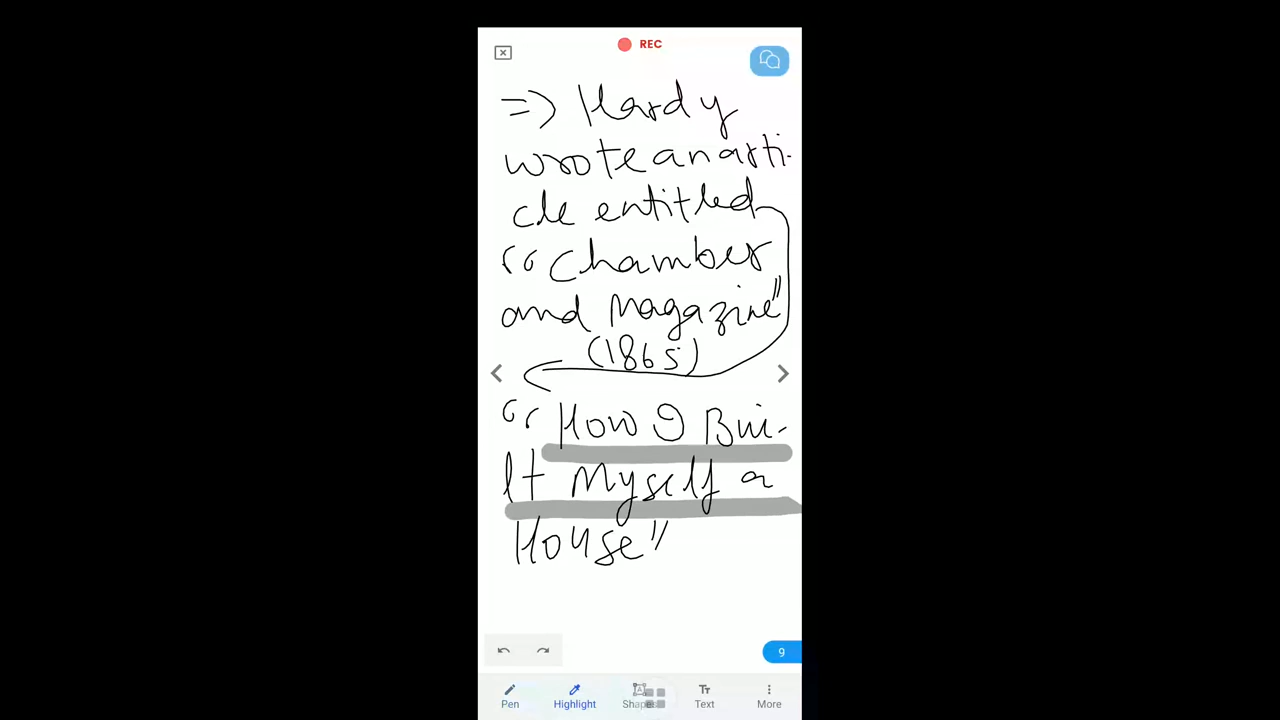 REC
=> Hardy
wrote an arti-
cle entitled
"Chamber
and Magazine"
(1865)
"How I Bui-
lt Myself a
House"
9
Pen Highlight Shapes Text More